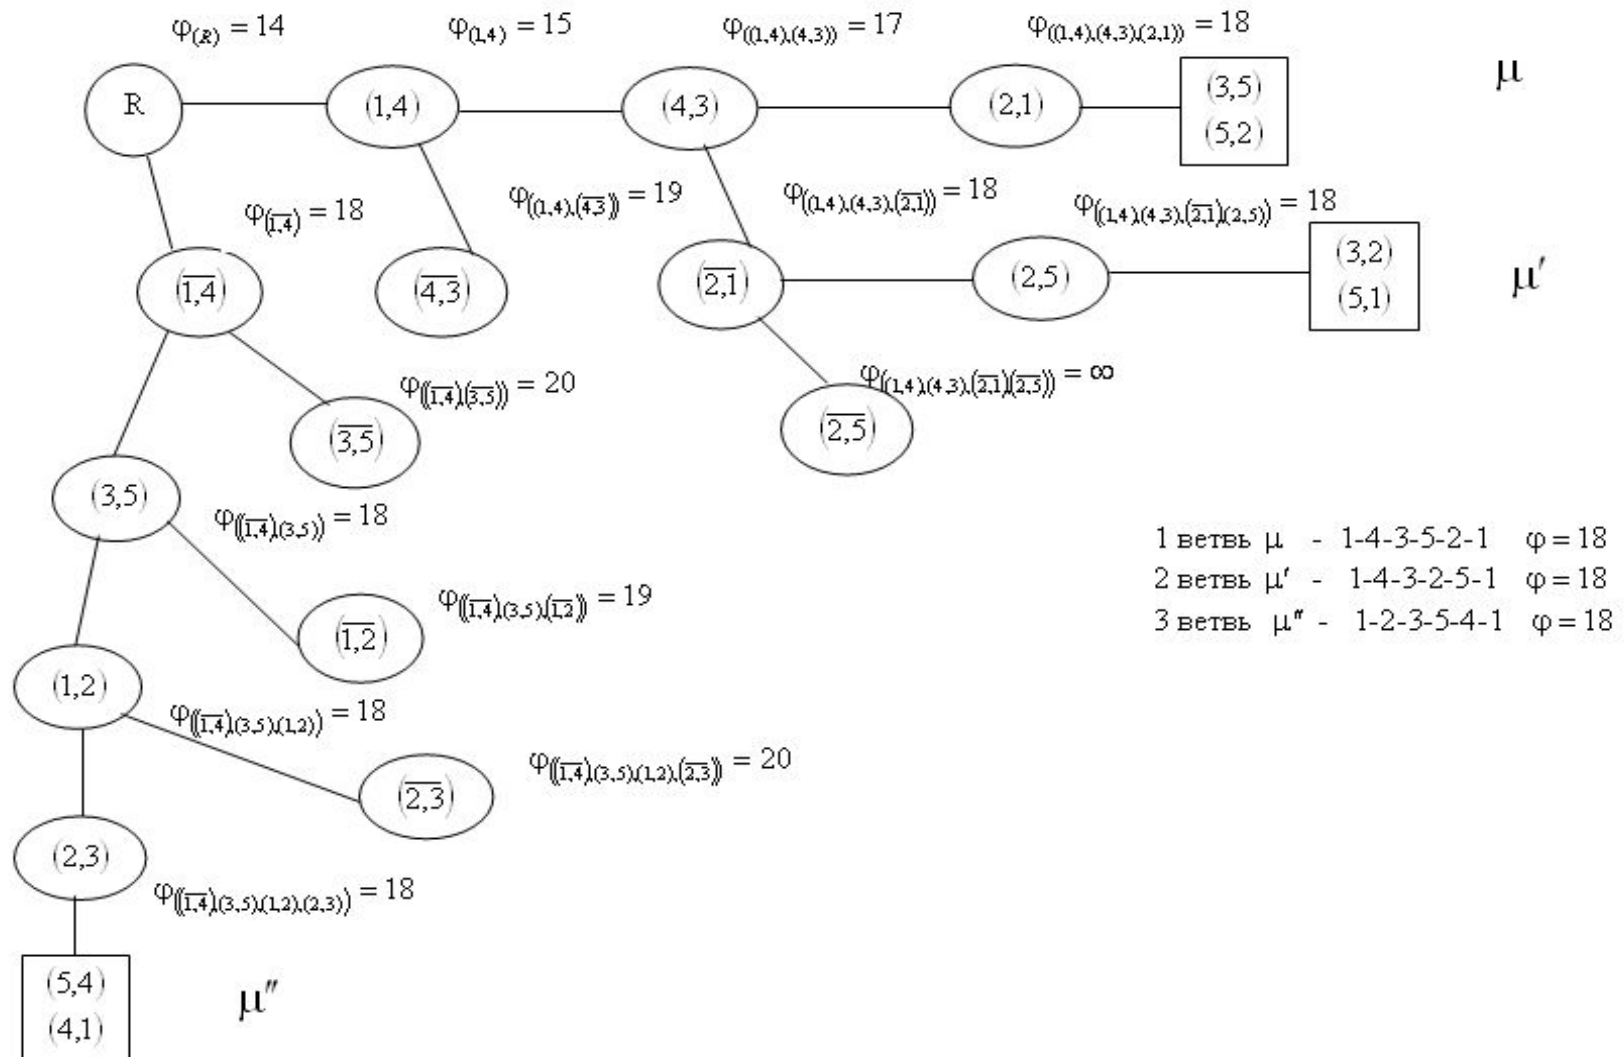 φ(R) = 14 φ(1,4) = 15 φ((1,4),(4,3)) = 17 φ((1,4),(4,3),(2,1)) = 18
μ
R (1,4) (4,3) (2,1) (3,5)
(5,2)
φ(1,4̅) = 18 φ((1,4),(4,3̅)) = 19 φ((1,4),(4,3),(2,1̅)) = 18 φ((1,4),(4,3),(2,1̅)(2,5)) = 18
(1,4̅) (4,3̅) (2,1̅) (2,5) (3,2)
(5,1)
μ′
φ((1,4̅),(3,5̅)) = 20 φ((1,4),(4,3),(2,1̅)(2,5̅)) = ∞
(3,5̅) (2,5̅)
(3,5)
φ((1,4̅),(3,5)) = 18
1 ветвь μ - 1-4-3-5-2-1 φ = 18
2 ветвь μ′ - 1-4-3-2-5-1 φ = 18
3 ветвь μ″ - 1-2-3-5-4-1 φ = 18
φ((1,4̅),(3,5),(1,2̅)) = 19
(1,2̅)
(1,2)
φ((1,4̅),(3,5),(1,2)) = 18
φ((1,4̅),(3,5),(1,2),(2,3̅)) = 20
(2,3̅)
(2,3)
φ((1,4̅),(3,5),(1,2),(2,3)) = 18
(5,4)
(4,1)
μ″